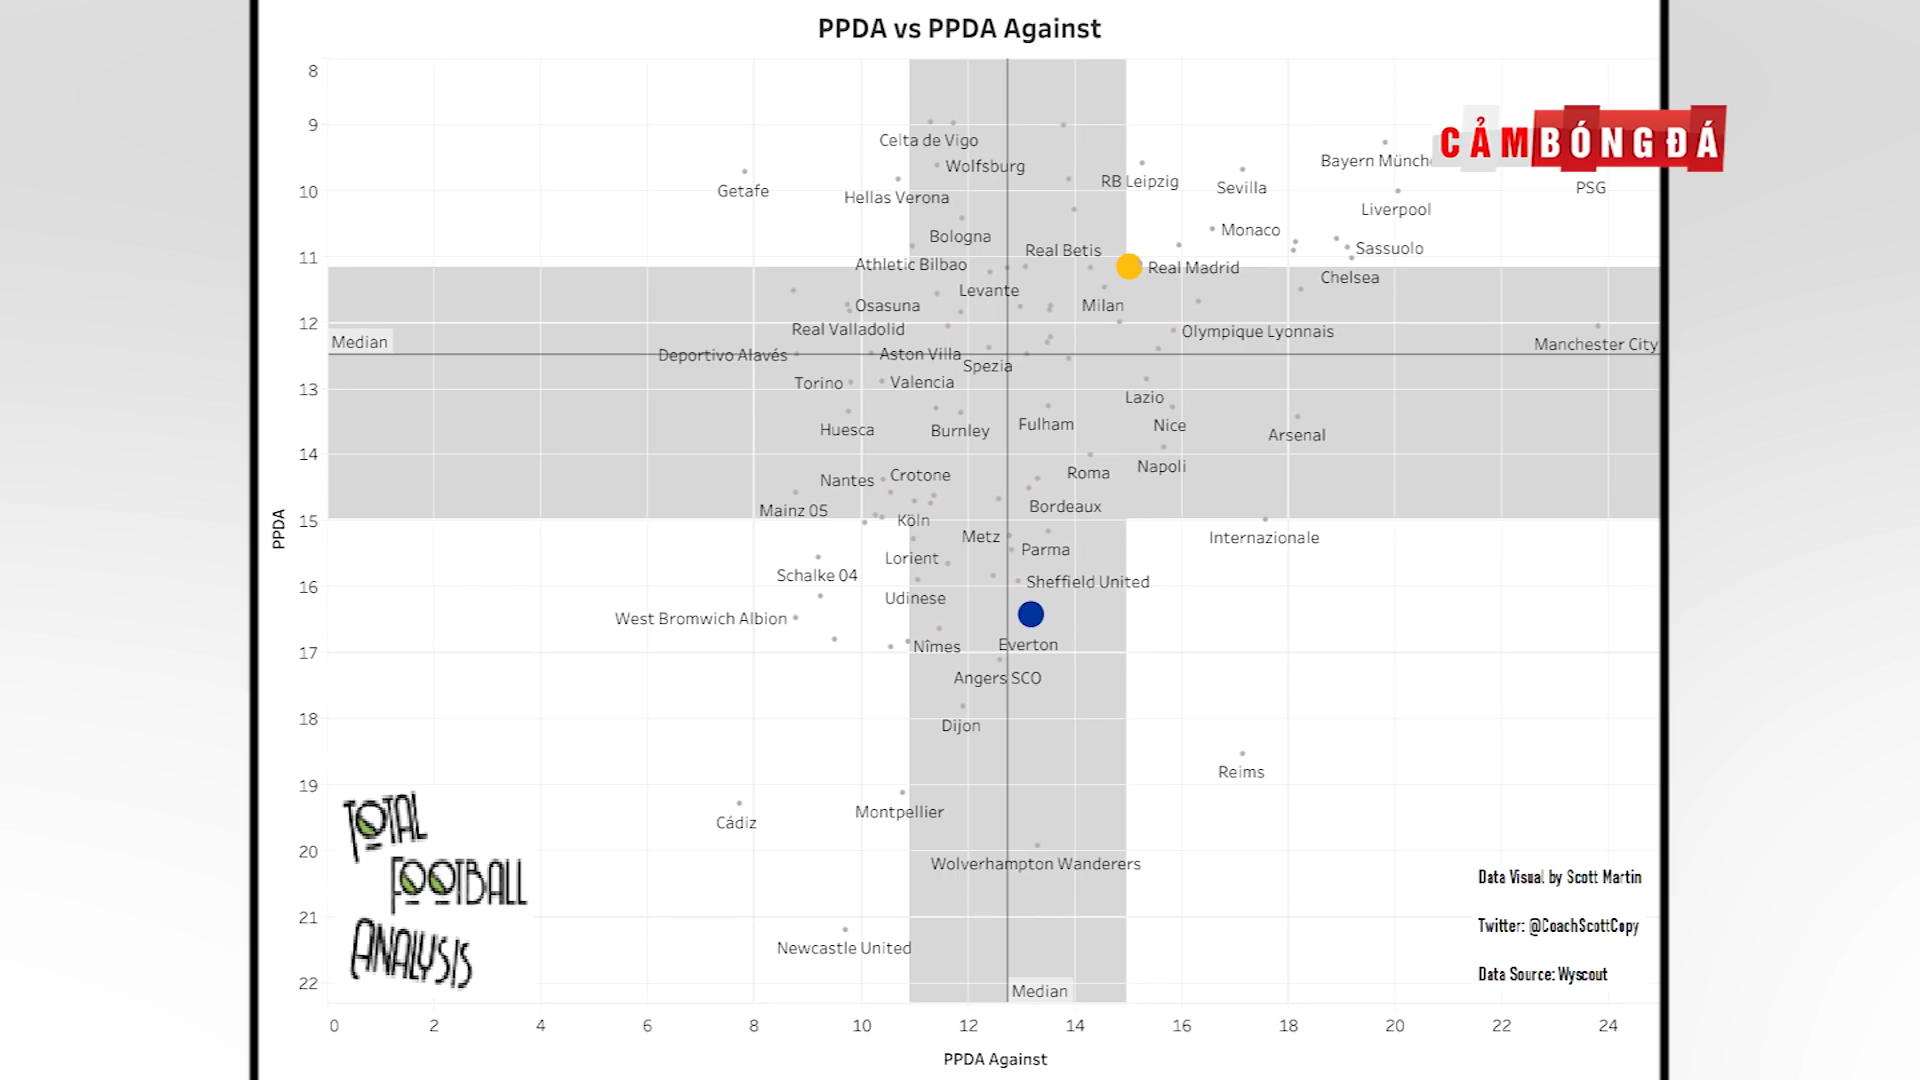 PPDA vs PPDA Against
8
9
Celta de Vigo
CẢM BÓNG ĐÁ
Bayern Münch
Wolfsburg
RB Leipzig
Sevilla
PSG
Getafe
10
Hellas Verona
Liverpool
Monaco
Bologna
Real Betis
Sassuolo
11
Athletic Bilbao
Real Madrid
Chelsea
Levante
Osasuna
Milan
12
Real Valladolid
Olympique Lyonnais
Median
Manchester City
Deportivo Alavés
Aston Villa
Spezia
13
Torino
Valencia
Lazio
Huesca
Burnley
Fulham
Nice
Arsenal
14
Napoli
Nantes
Crotone
Roma
Mainz 05
Bordeaux
15
Köln
PPDA
Metz
Internazionale
Lorient
Parma
Schalke 04
16
Sheffield United
Udinese
West Bromwich Albion
17
Nîmes
Everton
Angers SCO
18
Dijon
Reims
19
Cádiz
Montpellier
20
Wolverhampton Wanderers
21
Newcastle United
22
Median
TOTAL
FOOTBALL
ANALYSIS
Data Visual by Scott Martin
Twitter: @CoachScottCopy
Data Source: Wyscout
0 2 4 6 8 10 12 14 16 18 20 22 24
PPDA Against